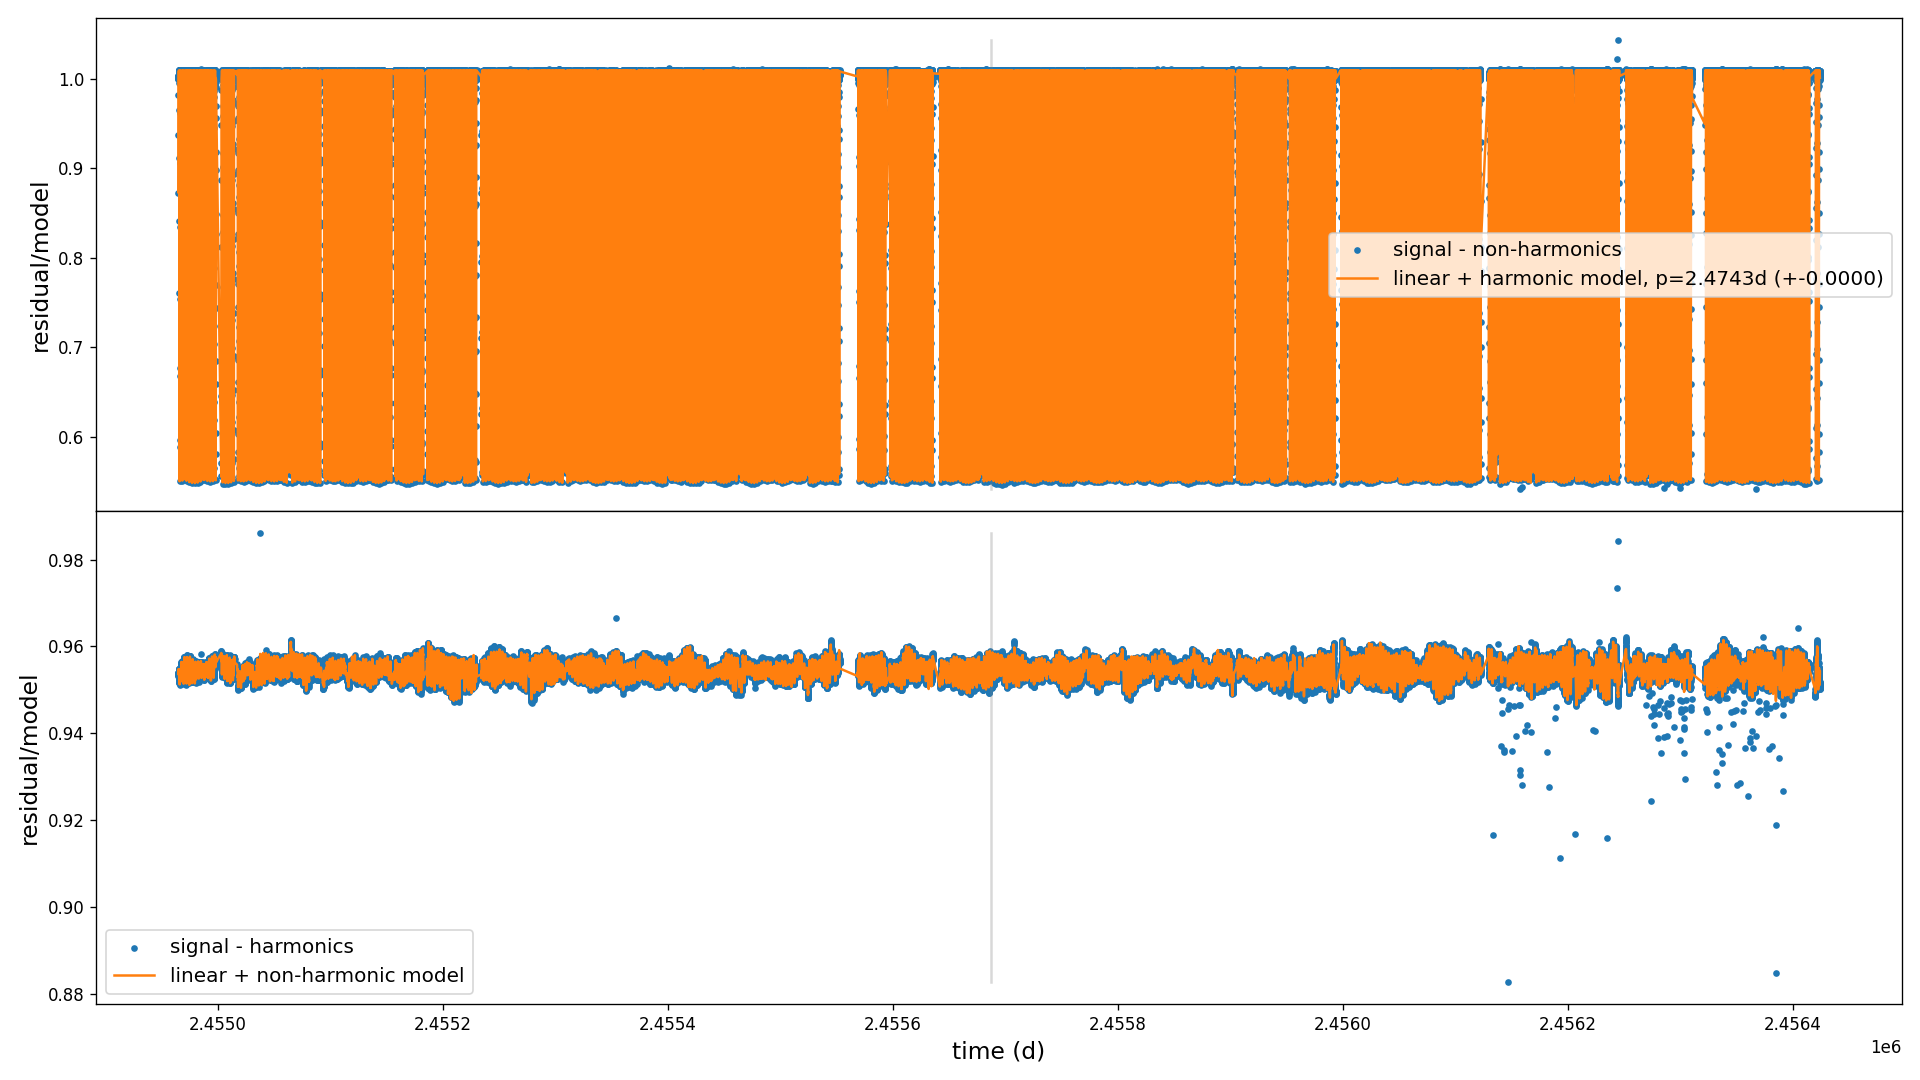 1.0
0.9
0.8
0.7
0.6
residual/model
signal - non-harmonics
linear + harmonic model, p=2.4743d (+-0.0000)
0.98
0.96
0.94
0.92
0.90
0.88
residual/model
signal - harmonics
linear + non-harmonic model
2.4550 2.4552 2.4554 2.4556 2.4558 2.4560 2.4562 2.4564
1e6
time (d)